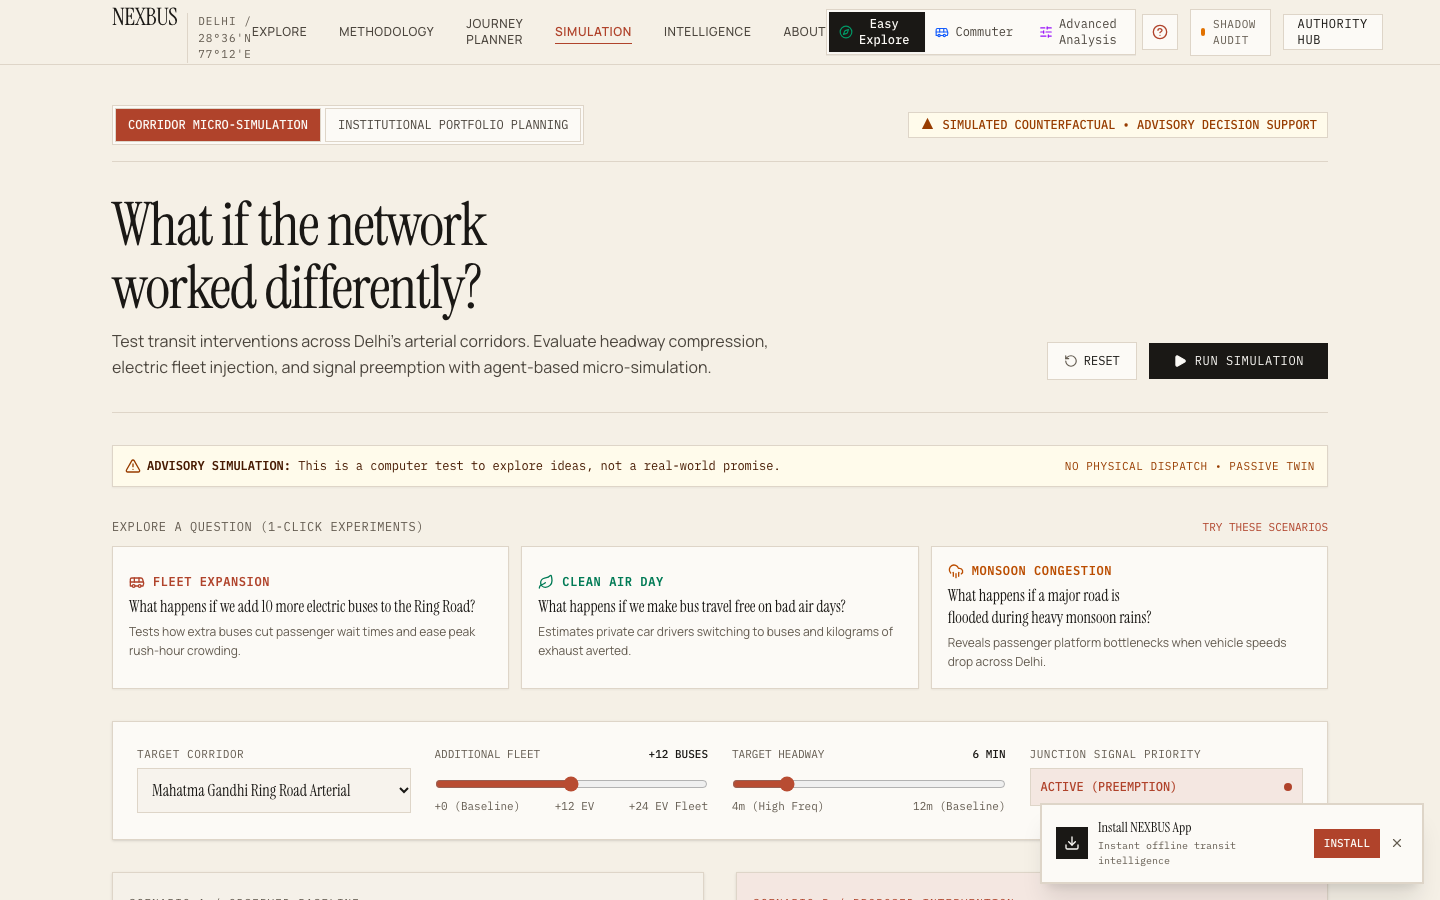 NEXBUS
DELHI /
28°36'N
77°12'E
EXPLORE
METHODOLOGY
JOURNEY
PLANNER
SIMULATION
INTELLIGENCE
ABOUT
Easy
Explore
Commuter
Advanced
Analysis
SHADOW
AUDIT
AUTHORITY
HUB
CORRIDOR MICRO-SIMULATION
INSTITUTIONAL PORTFOLIO PLANNING
▲ SIMULATED COUNTERFACTUAL • ADVISORY DECISION SUPPORT
What if the network
worked differently?
Test transit interventions across Delhi's arterial corridors. Evaluate headway compression,
electric fleet injection, and signal preemption with agent-based micro-simulation.
RESET
RUN SIMULATION
ADVISORY SIMULATION: This is a computer test to explore ideas, not a real-world promise.
NO PHYSICAL DISPATCH • PASSIVE TWIN
EXPLORE A QUESTION (1-CLICK EXPERIMENTS)
TRY THESE SCENARIOS
FLEET EXPANSION
What happens if we add 10 more electric buses to the Ring Road?
Tests how extra buses cut passenger wait times and ease peak
rush-hour crowding.
CLEAN AIR DAY
What happens if we make bus travel free on bad air days?
Estimates private car drivers switching to buses and kilograms of
exhaust averted.
MONSOON CONGESTION
What happens if a major road is
flooded during heavy monsoon rains?
Reveals passenger platform bottlenecks when vehicle speeds
drop across Delhi.
TARGET CORRIDOR
Mahatma Gandhi Ring Road Arterial
ADDITIONAL FLEET
+12 BUSES
+0 (Baseline)
+12 EV
+24 EV Fleet
TARGET HEADWAY
6 MIN
4m (High Freq)
12m (Baseline)
JUNCTION SIGNAL PRIORITY
ACTIVE (PREEMPTION)
Install NEXBUS App
Instant offline transit
intelligence
INSTALL